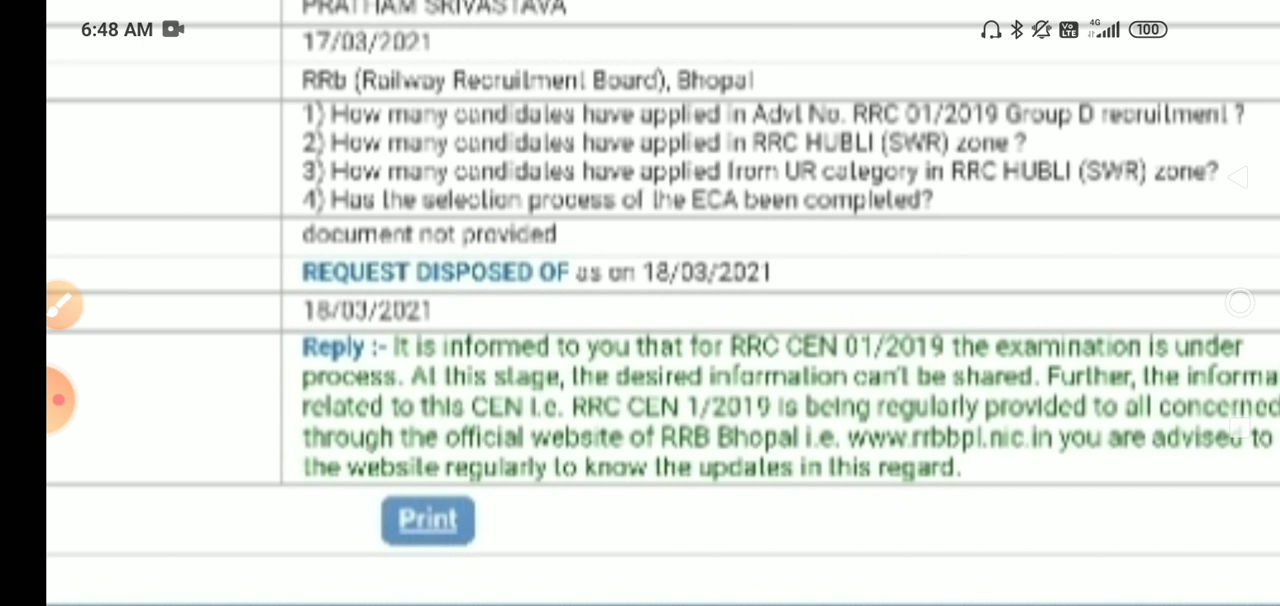 PRATHAM SRIVASTAVA
6:48 AM
Vo LTE
4G
100
17/03/2021
RRb (Railway Recruitment Board), Bhopal
1) How many candidates have applied in Advt No. RRC 01/2019 Group D recruitment ?
2) How many candidates have applied in RRC HUBLI (SWR) zone ?
3) How many candidates have applied from UR category in RRC HUBLI (SWR) zone?
4) Has the selection process of the ECA been completed?
document not provided
REQUEST DISPOSED OF as on 18/03/2021
18/03/2021
Reply :- It is informed to you that for RRC CEN 01/2019 the examination is under
process. At this stage, the desired information can't be shared. Further, the informa
related to this CEN i.e. RRC CEN 1/2019 is being regularly provided to all concerned
through the official website of RRB Bhopal i.e. www.rrbbpl.nic.in you are advised to
the website regularly to know the updates in this regard.
Print